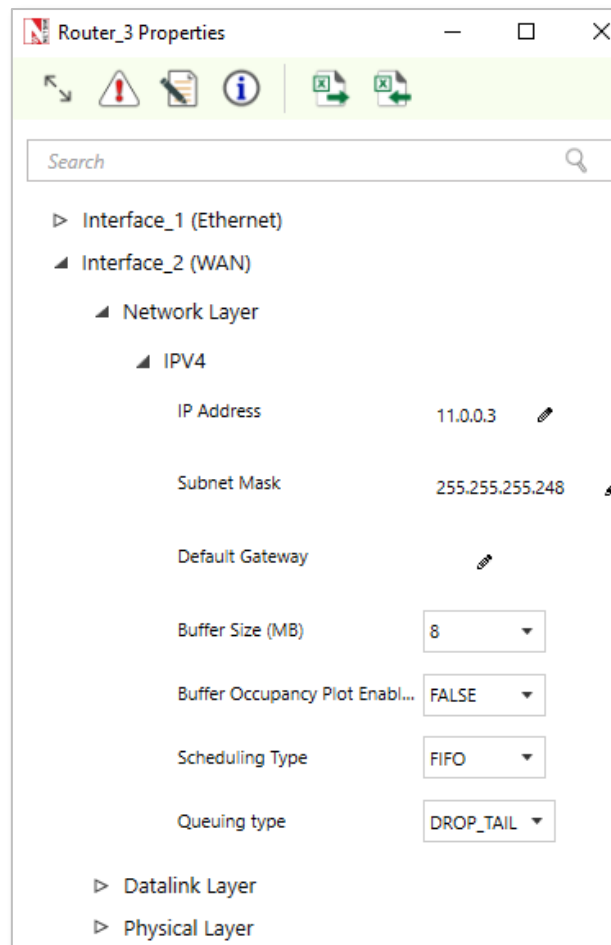 Router_3 Properties
Search
Interface_1 (Ethernet)
Interface_2 (WAN)
Network Layer
IPV4
IP Address 11.0.0.3
Subnet Mask 255.255.255.248
Default Gateway
Buffer Size (MB) 8
Buffer Occupancy Plot Enabl... FALSE
Scheduling Type FIFO
Queuing type DROP_TAIL
Datalink Layer
Physical Layer